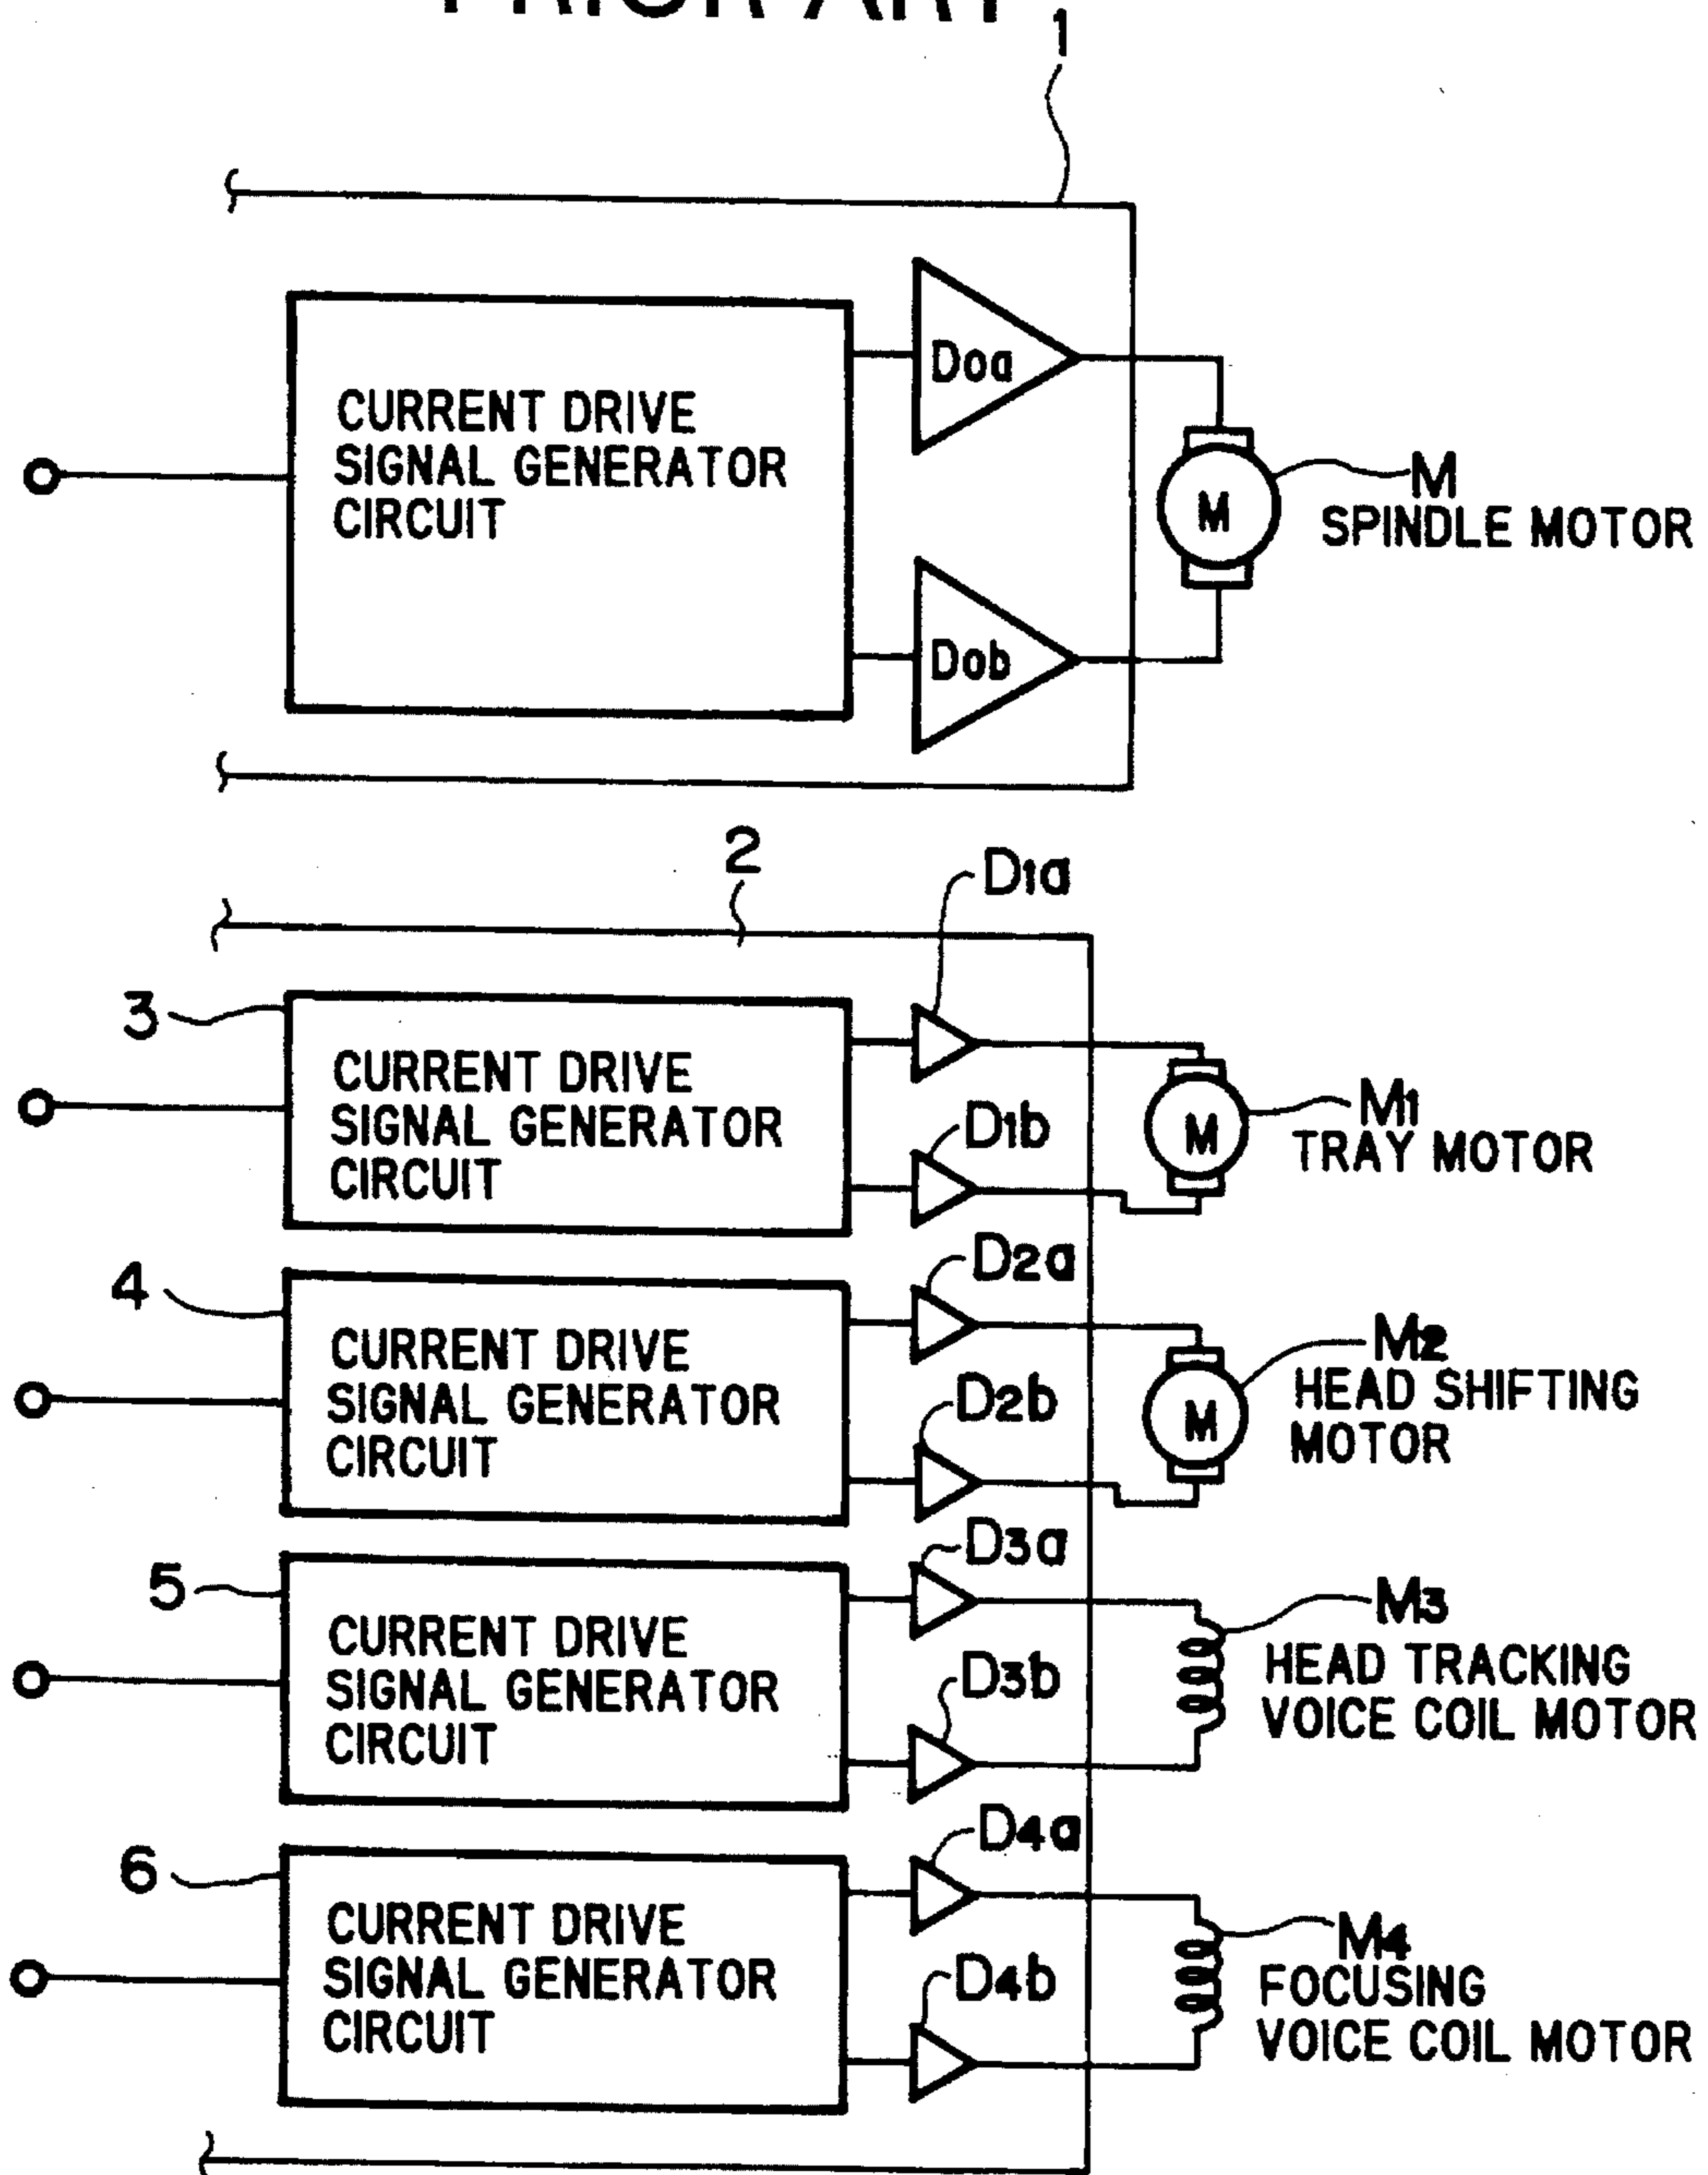 PRIOR ART
1
Doa
CURRENT DRIVE
SIGNAL GENERATOR
CIRCUIT
M
M
SPINDLE MOTOR
Dob
2
D1a
3
CURRENT DRIVE
SIGNAL GENERATOR
CIRCUIT
D1b
M
M1
TRAY MOTOR
D2a
4
CURRENT DRIVE
SIGNAL GENERATOR
CIRCUIT
D2b
M
M2
HEAD SHIFTING
MOTOR
D3a
5
CURRENT DRIVE
SIGNAL GENERATOR
CIRCUIT
D3b
M3
HEAD TRACKING
VOICE COIL MOTOR
D4a
6
CURRENT DRIVE
SIGNAL GENERATOR
CIRCUIT
D4b
M4
FOCUSING
VOICE COIL MOTOR